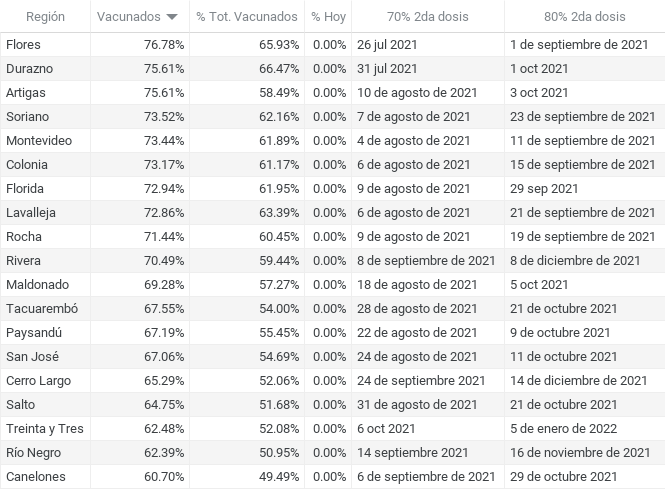 Región Vacunados % Tot. Vacunados % Hoy 70% 2da dosis 80% 2da dosis
Flores 76.78% 65.93% 0.00% 26 jul 2021 1 de septiembre de 2021
Durazno 75.61% 66.47% 0.00% 31 jul 2021 1 oct 2021
Artigas 75.61% 58.49% 0.00% 10 de agosto de 2021 3 oct 2021
Soriano 73.52% 62.16% 0.00% 7 de agosto de 2021 23 de septiembre de 2021
Montevideo 73.44% 61.89% 0.00% 4 de agosto de 2021 11 de septiembre de 2021
Colonia 73.17% 61.17% 0.00% 6 de agosto de 2021 15 de septiembre de 2021
Florida 72.94% 61.95% 0.00% 9 de agosto de 2021 29 sep 2021
Lavalleja 72.86% 63.39% 0.00% 6 de agosto de 2021 21 de septiembre de 2021
Rocha 71.44% 60.45% 0.00% 9 de agosto de 2021 19 de septiembre de 2021
Rivera 70.49% 59.44% 0.00% 8 de septiembre de 2021 8 de diciembre de 2021
Maldonado 69.28% 57.27% 0.00% 18 de agosto de 2021 5 oct 2021
Tacuarembó 67.55% 54.00% 0.00% 28 de agosto de 2021 21 de octubre 2021
Paysandú 67.19% 55.45% 0.00% 22 de agosto de 2021 9 de octubre 2021
San José 67.06% 54.69% 0.00% 24 de agosto de 2021 11 de octubre 2021
Cerro Largo 65.29% 52.06% 0.00% 24 de septiembre 2021 14 de diciembre de 2021
Salto 64.75% 51.68% 0.00% 31 de agosto de 2021 21 de octubre 2021
Treinta y Tres 62.48% 52.08% 0.00% 6 oct 2021 5 de enero de 2022
Río Negro 62.39% 50.95% 0.00% 14 septiembre 2021 16 de noviembre de 2021
Canelones 60.70% 49.49% 0.00% 6 de septiembre de 2021 29 de octubre 2021